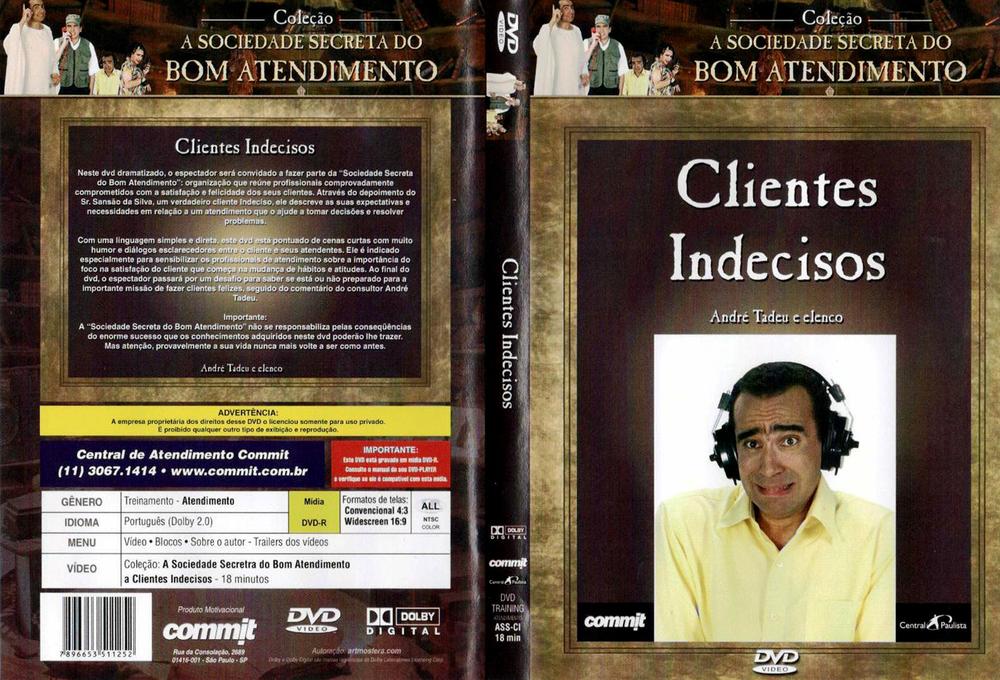 Coleção
A SOCIEDADE SECRETA DO
BOM ATENDIMENTO
Clientes Indecisos
Neste dvd dramatizado, o espectador será convidado a fazer parte da “Sociedade Secreta
do Bom Atendimento”: organização que reúne profissionais comprovadamente
comprometidos com a satisfação e felicidade dos seus clientes. Através do depoimento do
Sr. Sansão da Silva, um verdadeiro cliente Indeciso, ele descreve as suas expectativas e
necessidades em relação a um atendimento que o ajude a tomar decisões e resolver
problemas.
Com uma linguagem simples e direta, este dvd está pontuado de cenas curtas com muito
humor e diálogos esclarecedores entre o cliente e seus atendentes. Ele é indicado
especialmente para sensibilizar os profissionais de atendimento sobre a importância do
foco na satisfação do cliente que começa na mudança de hábitos e atitudes. Ao final do
dvd, o espectador passará por um desafio para saber se está ou não preparado para a
importante missão de fazer clientes felizes, seguido do comentário do consultor André
Tadeu.
Importante:
A “Sociedade Secreta do Bom Atendimento” não se responsabiliza pelas conseqüências
do enorme sucesso que os conhecimentos adquiridos neste dvd poderão lhe trazer.
Mas atenção, provavelmente a sua vida nunca mais volte a ser como antes.
André Tadeu e elenco
ADVERTÊNCIA:
A empresa proprietária dos direitos desse DVD o licenciou somente para uso privado.
É proibido qualquer outro tipo de exibição e reprodução.
Central de Atendimento Commit
(11) 3067.1414 • www.commit.com.br
IMPORTANTE:
Este DVD está gravado em mídia DVD-R.
Consulte o manual do seu DVD-PLAYER
e verifique se ele é compatível com esta mídia.
GÊNERO Treinamento - Atendimento
IDIOMA Português (Dolby 2.0)
Mídia
DVD-R
Formatos de telas:
Convencional 4:3
Widescreen 16:9
ALL
NTSC
COLOR
MENU Vídeo • Blocos • Sobre o autor - Trailers dos vídeos
VÍDEO Coleção: A Sociedade Secreta do Bom Atendimento
a Clientes Indecisos - 18 minutos
7896653511252
Produto Motivacional
commit
Rua da Consolação, 2689
01416-001 - São Paulo - SP
DVD
VIDEO
DOLBY
DIGITAL
Autoração: artmosfera.com
DVD
VIDEO
Clientes Indecisos
DOLBY
DIGITAL
commit
Central Paulista
DVD
TRAINING
ATENDIMENTO
ASS-CI
18 min
Coleção
A SOCIEDADE SECRETA DO
BOM ATENDIMENTO
Clientes
Indecisos
André Tadeu e elenco
commit
Central Paulista
DVD
VIDEO